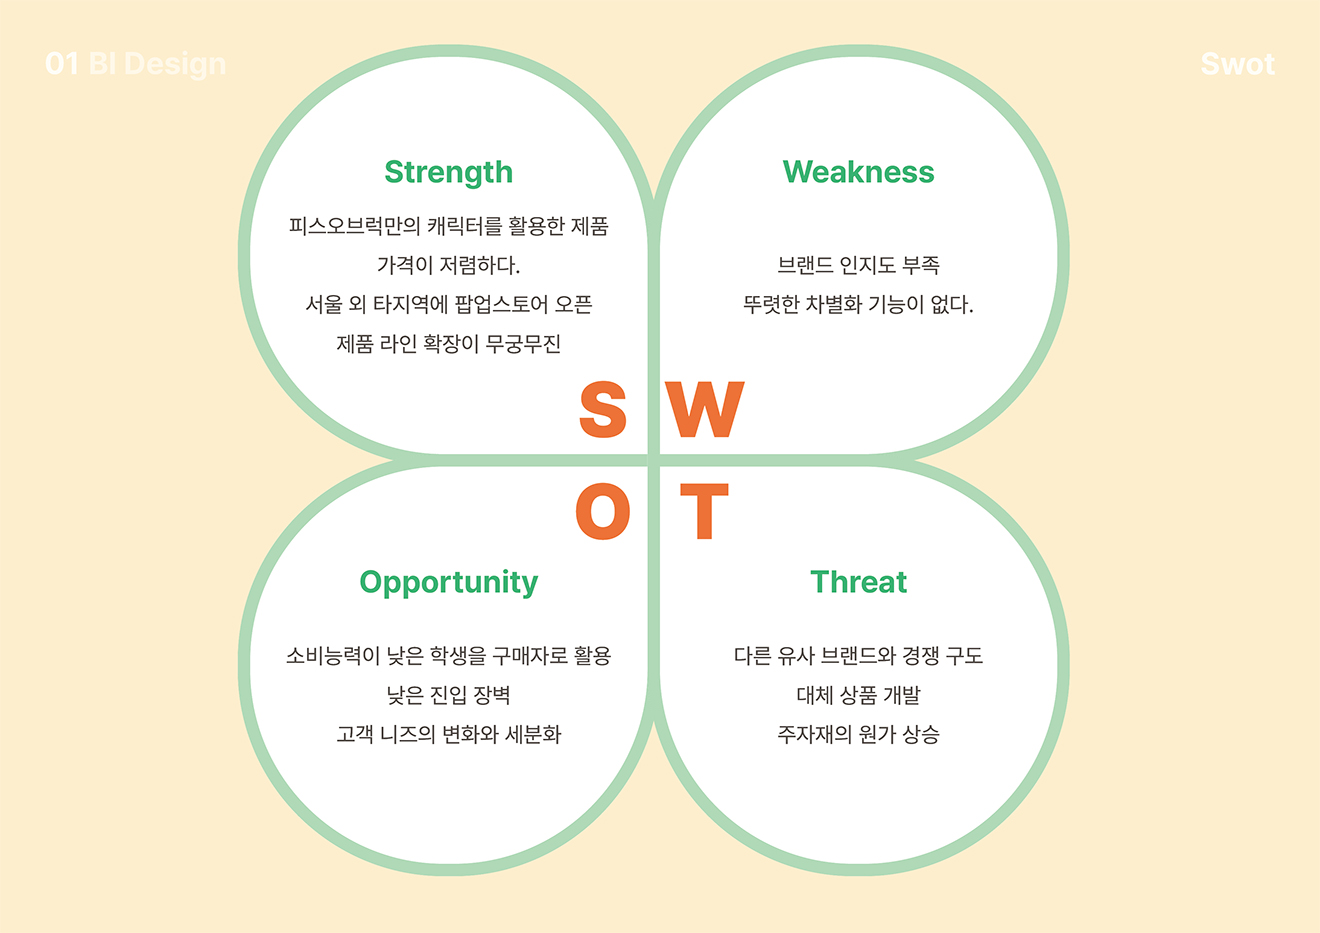 01 BI Design
Swot
Strength
피스오브럭만의 캐릭터를 활용한 제품
가격이 저렴하다.
서울 외 타지역에 팝업스토어 오픈
제품 라인 확장이 무궁무진
Weakness
브랜드 인지도 부족
뚜렷한 차별화 기능이 없다.
S W
O T
Opportunity
소비능력이 낮은 학생을 구매자로 활용
낮은 진입 장벽
고객 니즈의 변화와 세분화
Threat
다른 유사 브랜드와 경쟁 구도
대체 상품 개발
주자재의 원가 상승